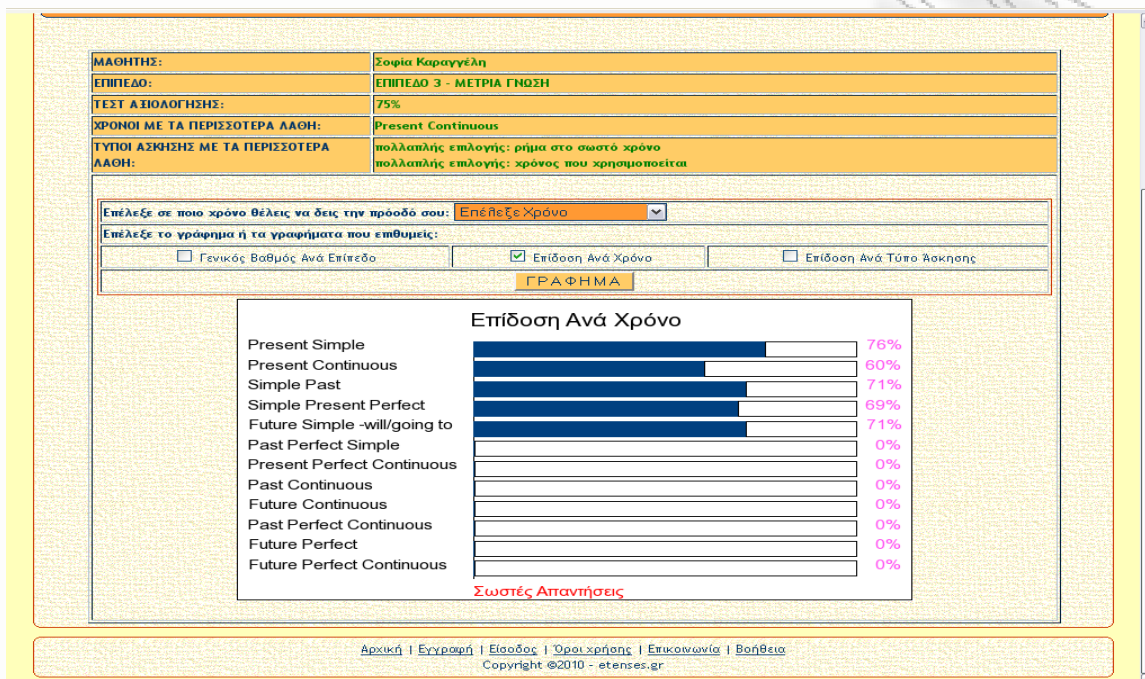 ΜΑΘΗΤΗΣ: Σοφία Καραγγέλη
ΕΠΙΠΕΔΟ: ΕΠΙΠΕΔΟ 3 - ΜΕΤΡΙΑ ΓΝΩΣΗ
ΤΕΣΤ ΑΞΙΟΛΟΓΗΣΗΣ: 75%
ΧΡΟΝΟΙ ΜΕ ΤΑ ΠΕΡΙΣΣΟΤΕΡΑ ΛΑΘΗ: Present Continuous
ΤΥΠΟΙ ΑΣΚΗΣΗΣ ΜΕ ΤΑ ΠΕΡΙΣΣΟΤΕΡΑ
ΛΑΘΗ:
πολλαπλής επιλογής: ρήμα στο σωστό χρόνο
πολλαπλής επιλογής: χρόνος που χρησιμοποείται
Επέλεξε σε ποιο χρόνο θέλεις να δεις την πρόοδό σου: Επέλεξε Χρόνο
Επέλεξε το γράφημα ή τα γραφήματα που επιθυμείς:
Γενικός Βαθμός Ανά Επίπεδο Επίδοση Ανά Χρόνο Επίδοση Ανά Τύπο Άσκησης
ΓΡΑΦΗΜΑ
Επίδοση Ανά Χρόνο
Present Simple 76%
Present Continuous 60%
Simple Past 71%
Simple Present Perfect 69%
Future Simple -will/going to 71%
Past Perfect Simple 0%
Present Perfect Continuous 0%
Past Continuous 0%
Future Continuous 0%
Past Perfect Continuous 0%
Future Perfect 0%
Future Perfect Continuous 0%
Σωστές Απαντήσεις
Αρχική | Εγγραφή | Είσοδος | Όροι χρήσης | Επικοινωνία | Βοήθεια
Copyright ©2010 - etenses.gr